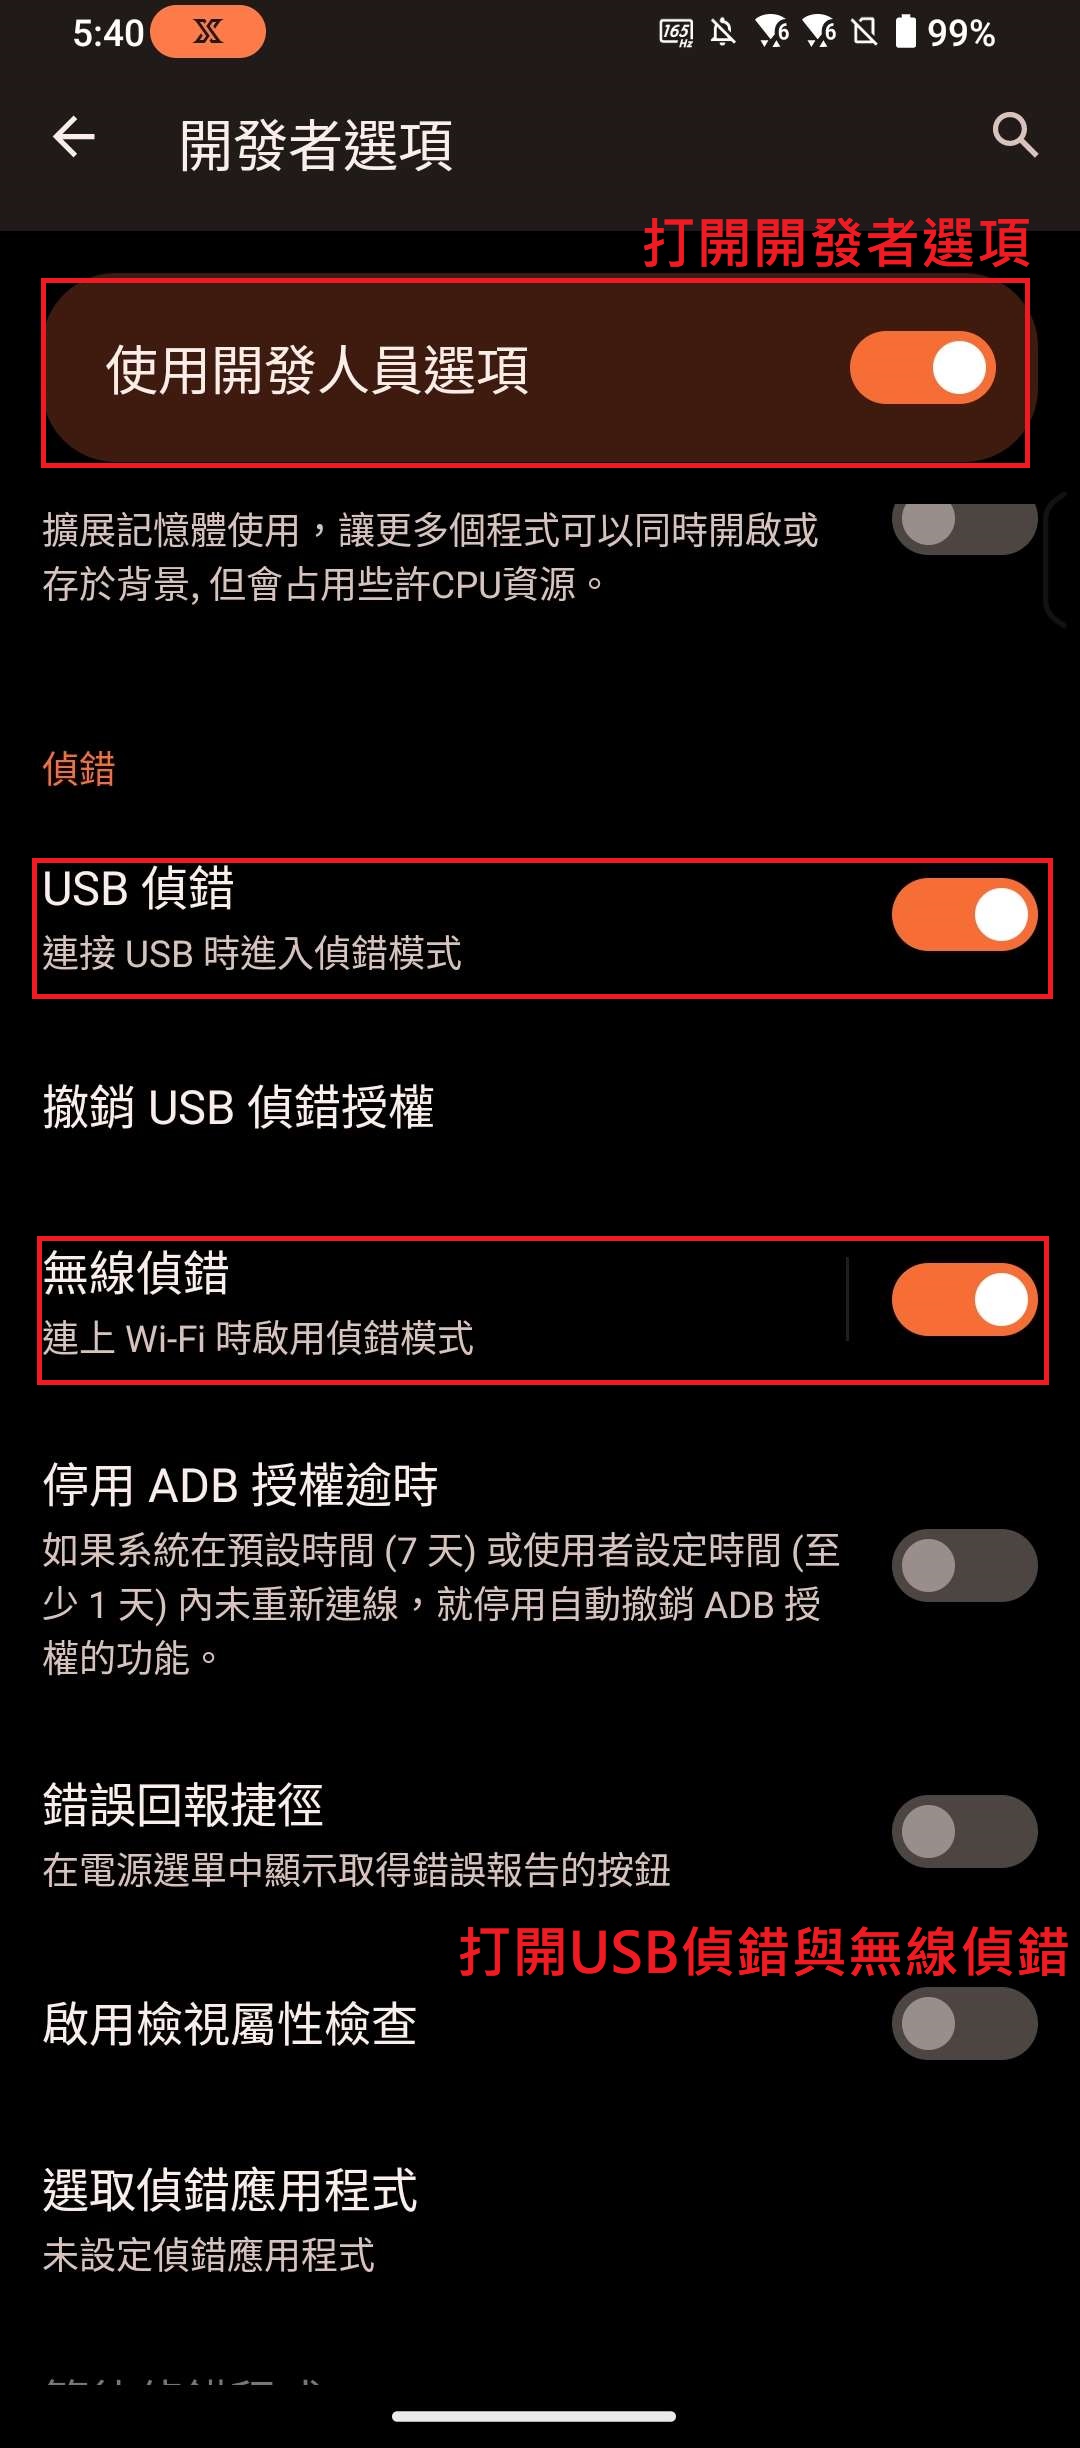 5:40
165
Hz
6
6
99%
開發者選項
打開開發者選項
使用開發人員選項
擴展記憶體使用，讓更多個程式可以同時開啟或
存於背景, 但會占用些許CPU資源。
偵錯
USB 偵錯
連接 USB 時進入偵錯模式
撤銷 USB 偵錯授權
無線偵錯
連上 Wi-Fi 時啟用偵錯模式
停用 ADB 授權逾時
如果系統在預設時間 (7 天) 或使用者設定時間 (至
少 1 天) 內未重新連線，就停用自動撤銷 ADB 授
權的功能。
錯誤回報捷徑
在電源選單中顯示取得錯誤報告的按鈕
打開USB偵錯與無線偵錯
啟用檢視屬性檢查
選取偵錯應用程式
未設定偵錯應用程式